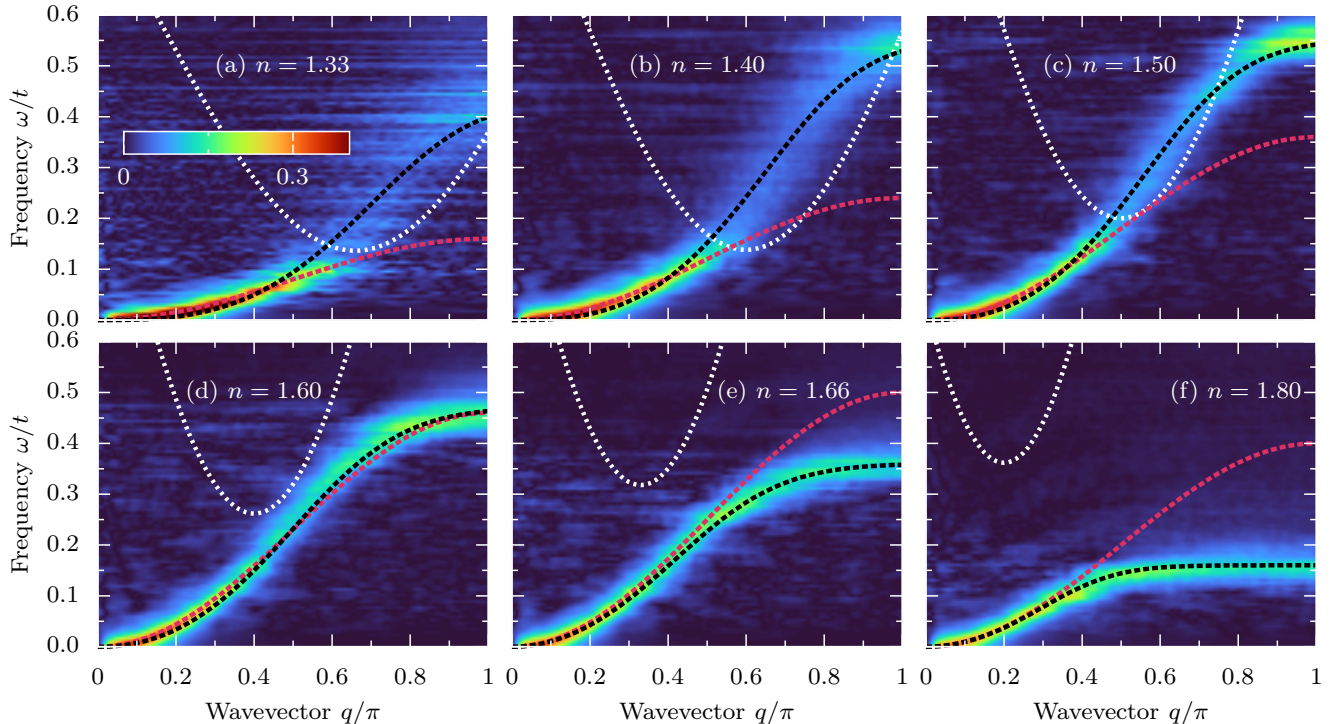 0.6
0.5
0.4
0.3
0.2
0.1
0.0
Frequency ω/t
(a) n = 1.33
0 0.3
(b) n = 1.40
(c) n = 1.50
0.6
0.5
0.4
0.3
0.2
0.1
0.0
Frequency ω/t
(d) n = 1.60
(e) n = 1.66
(f) n = 1.80
0 0.2 0.4 0.6 0.8 1
0 0.2 0.4 0.6 0.8 1
0 0.2 0.4 0.6 0.8 1
Wavevector q/π
Wavevector q/π
Wavevector q/π